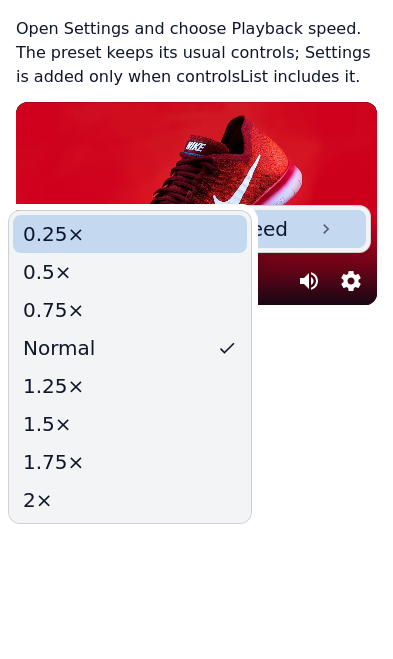 Open Settings and choose Playback speed.
The preset keeps its usual controls; Settings
is added only when controlsList includes it.
NIKE
eed
0.25×
0.5×
0.75×
Normal
1.25×
1.5×
1.75×
2×